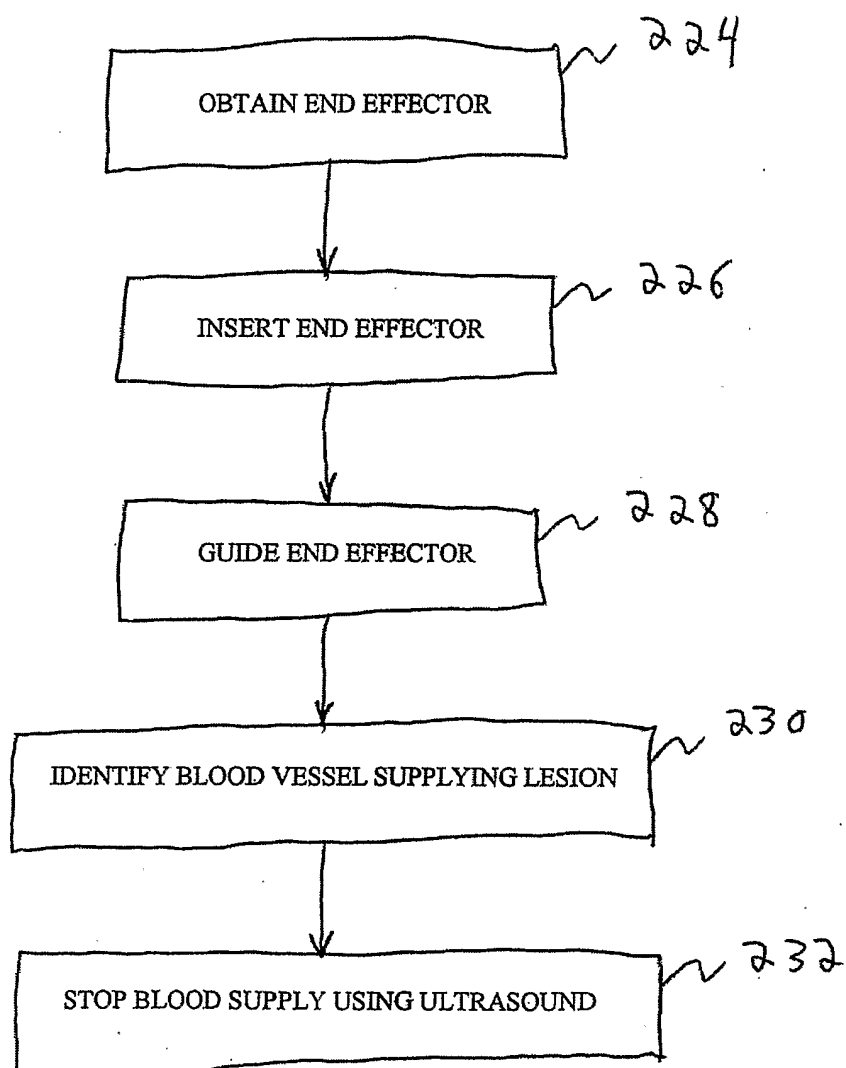 224
OBTAIN END EFFECTOR
226
INSERT END EFFECTOR
228
GUIDE END EFFECTOR
230
IDENTIFY BLOOD VESSEL SUPPLYING LESION
232
STOP BLOOD SUPPLY USING ULTRASOUND